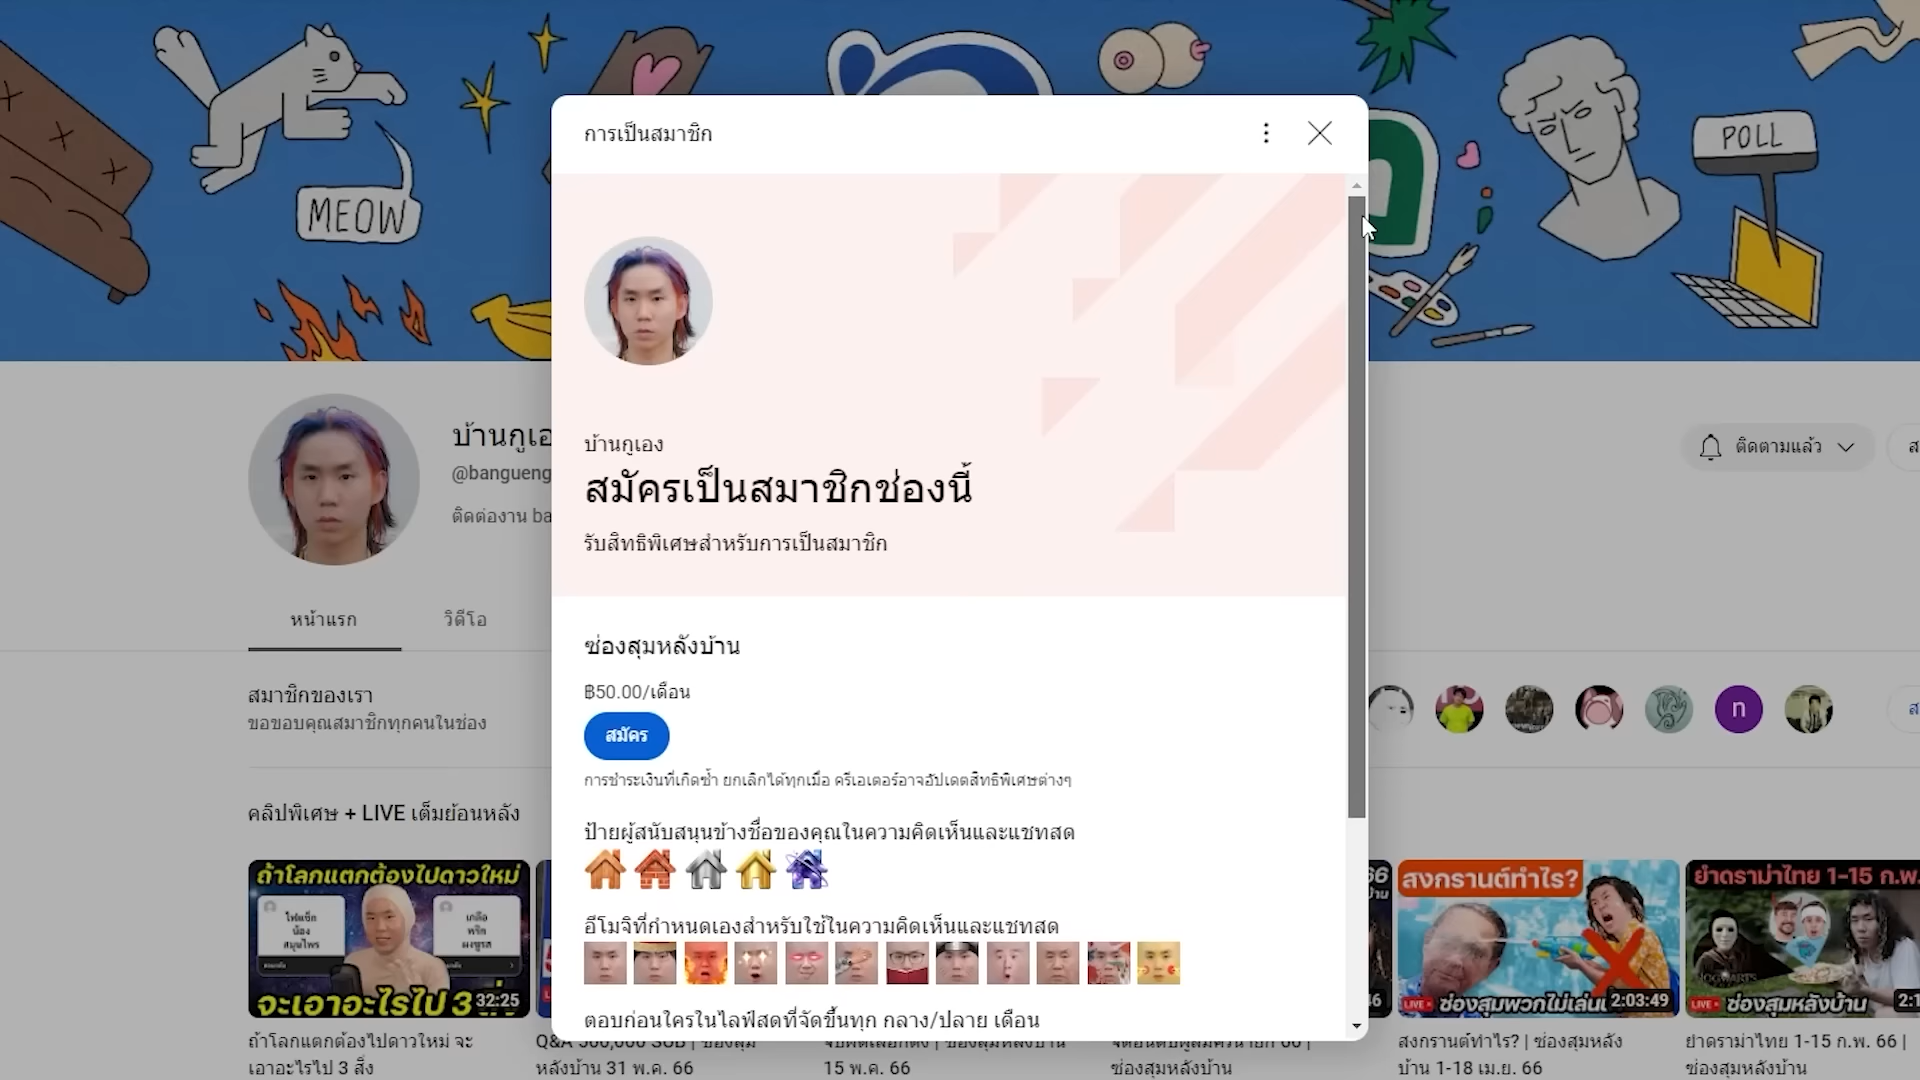 MEOW
POLL
การเป็นสมาชิก
บ้านกูเอง
สมัครเป็นสมาชิกช่องนี้
รับสิทธิพิเศษสำหรับการเป็นสมาชิก
ซ่องสุมหลังบ้าน
฿50.00/เดือน
สมัคร
การชำระเงินที่เกิดซ้ำ ยกเลิกได้ทุกเมื่อ ครีเอเตอร์อาจอัปเดตสิทธิพิเศษต่างๆ
ป้ายผู้สนับสนุนข้างชื่อของคุณในความคิดเห็นและแชทสด
อีโมจิที่กำหนดเองสำหรับใช้ในความคิดเห็นและแชทสด
ตอบก่อนใครในไลฟ์สดที่จัดขึ้นทุก กลาง/ปลาย เดือน
บ้านกูเอ
@bangueng
ติดต่องาน ba
ติดตามแล้ว
หน้าแรก
วิดีโอ
สมาชิกของเรา
ขอขอบคุณสมาชิกทุกคนในช่อง
n
คลิปพิเศษ + LIVE เต็มย้อนหลัง
ถ้าโลกแตกต้องไปดาวใหม่
จะเอาอะไรไป 3
32:25
สงกรานต์ทำไร?
LIVE
2:03:49
ยำดราม่าไทย 1-15 ก.พ.
HOGWARTS
LIVE ซ่องสุมหลังบ้าน
ถ้าโลกแตกต้องไปดาวใหม่ จะ
เอาอะไรไป 3 สิ่ง
หลังบ้าน 31 พ.ค. 66
15 พ.ค. 66
ซ่องสุมหลังบ้าน
สงกรานต์ทำไร? | ซ่องสุมหลัง
บ้าน 1-18 เม.ย. 66
ยำดราม่าไทย 1-15 ก.พ. 66 |
ซ่องสุมหลังบ้าน